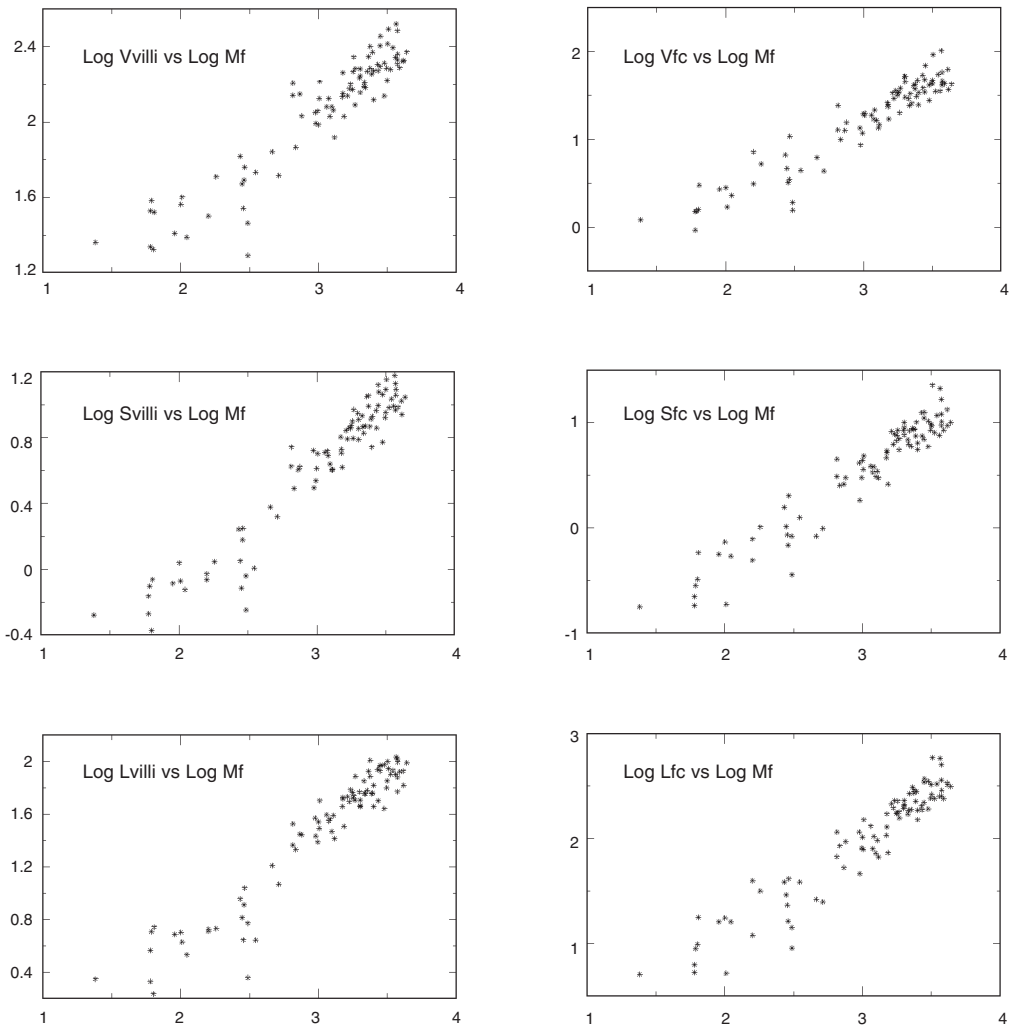 Log Vvilli vs Log Mf
2.4
2
1.6
1.2
1 2 3 4
Log Vfc vs Log Mf
2
1
0
1 2 3 4
Log Svilli vs Log Mf
1.2
0.8
0.4
0
-0.4
1 2 3 4
Log Sfc vs Log Mf
1
0
-1
1 2 3 4
Log Lvilli vs Log Mf
2
1.6
1.2
0.8
0.4
1 2 3 4
Log Lfc vs Log Mf
3
2
1
1 2 3 4